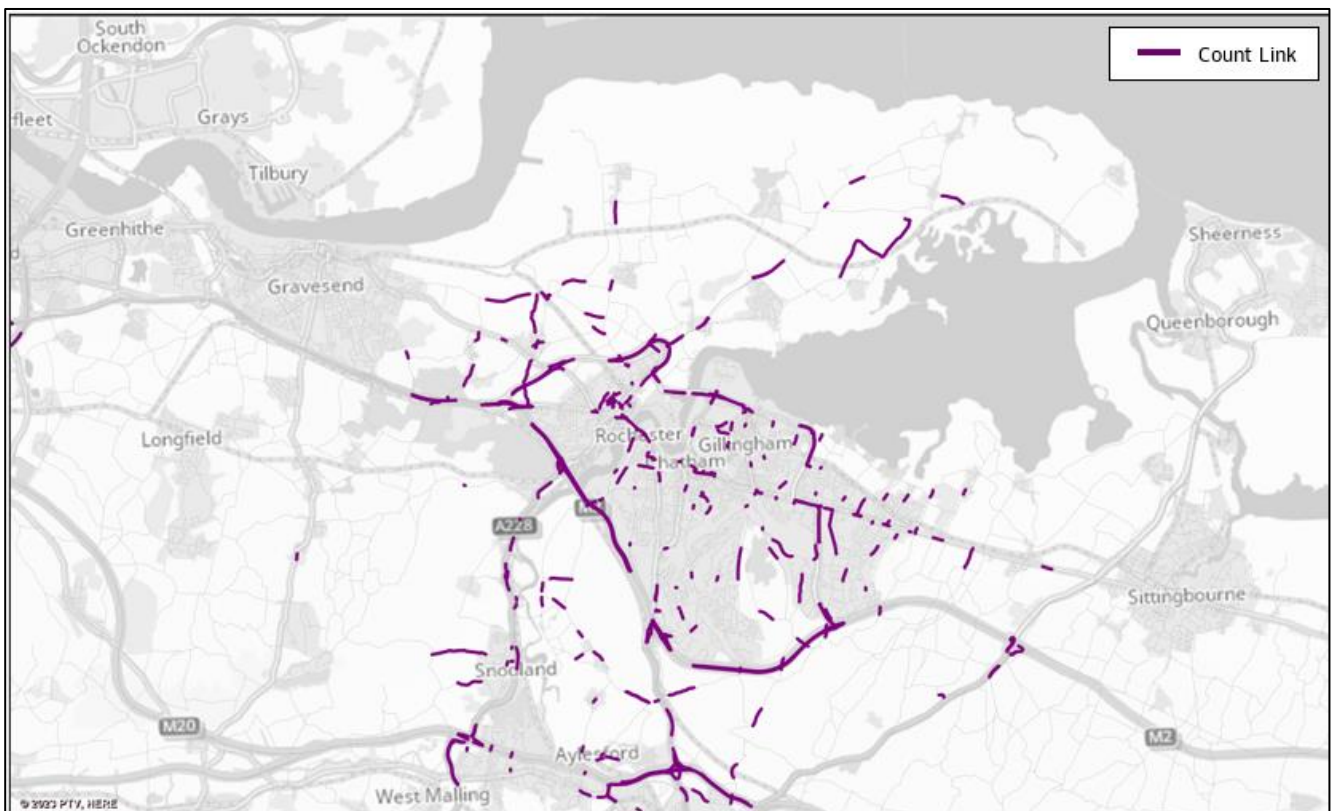 South
Ockendon
Count Link
fleet
Grays
Tilbury
Greenhithe
d
Sheerness
Gravesend
Queenborough
Longfield
Rochester
Gillingham
Chatham
A228
Sittingbourne
Snodland
M20
M2
Aylesford
West Malling
© 2023 PTV, HERE